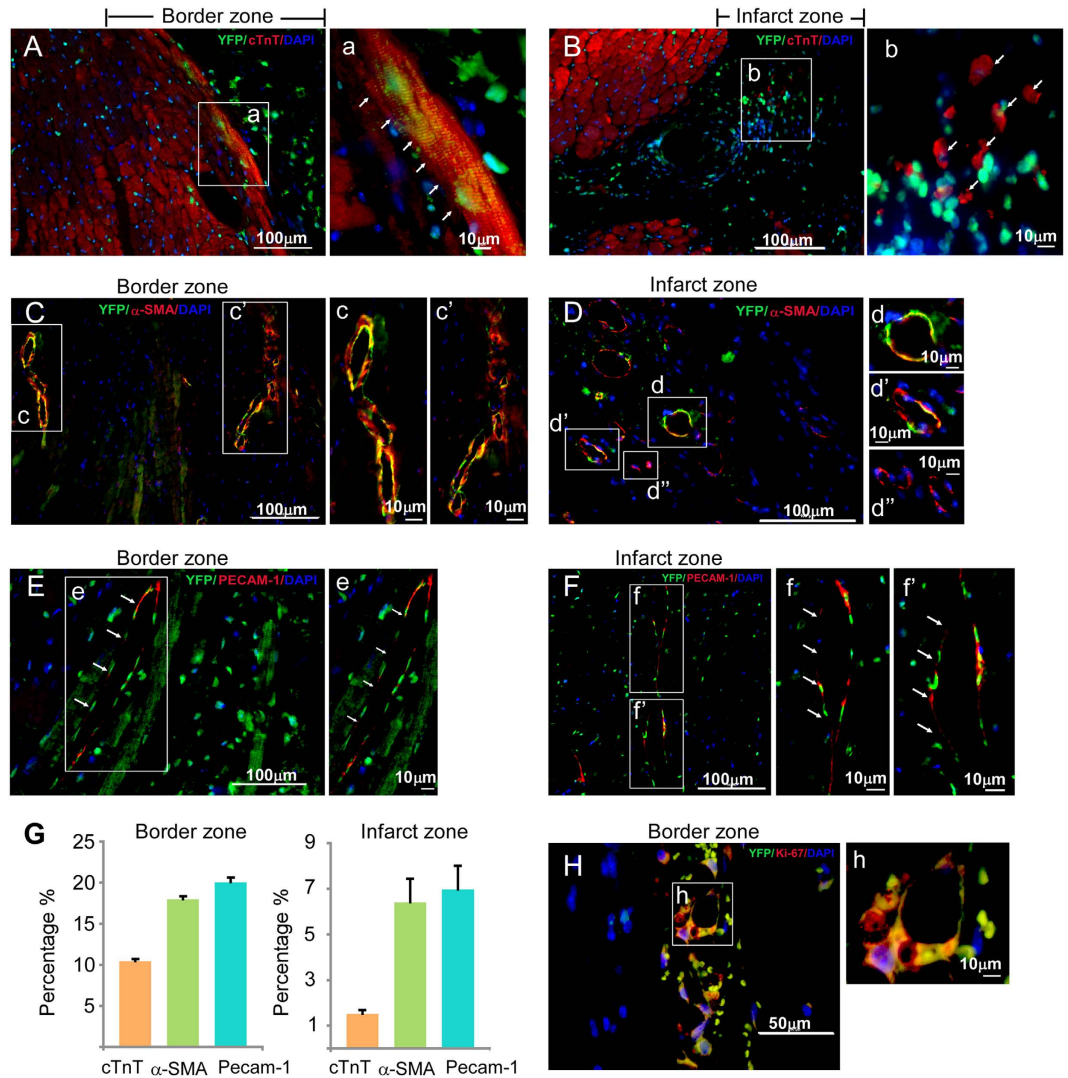 Border zone
Infarct zone
A
YFP/cTnT/DAPI
a
100μm
a
10μm
B
YFP/cTnT/DAPI
b
100μm
b
10μm
Border zone
Infarct zone
C
YFP/α-SMA/DAPI
c'
c
100μm
c
10μm
c'
10μm
D
YFP/α-SMA/DAPI
d
d'
d''
100μm
d
10μm
d'
10μm
10μm
d''
Border zone
Infarct zone
E
YFP/PECAM-1/DAPI
e
100μm
e
10μm
F
YFP/PECAM-1/DAPI
f
f'
100μm
f
10μm
f'
10μm
G
Border zone
Percentage %
25
20
15
10
5
cTnT α-SMA Pecam-1
Infarct zone
Percentage %
9
7
5
3
1
cTnT α-SMA Pecam-1
Border zone
H
YFP/Ki-67/DAPI
h
50μm
h
10μm